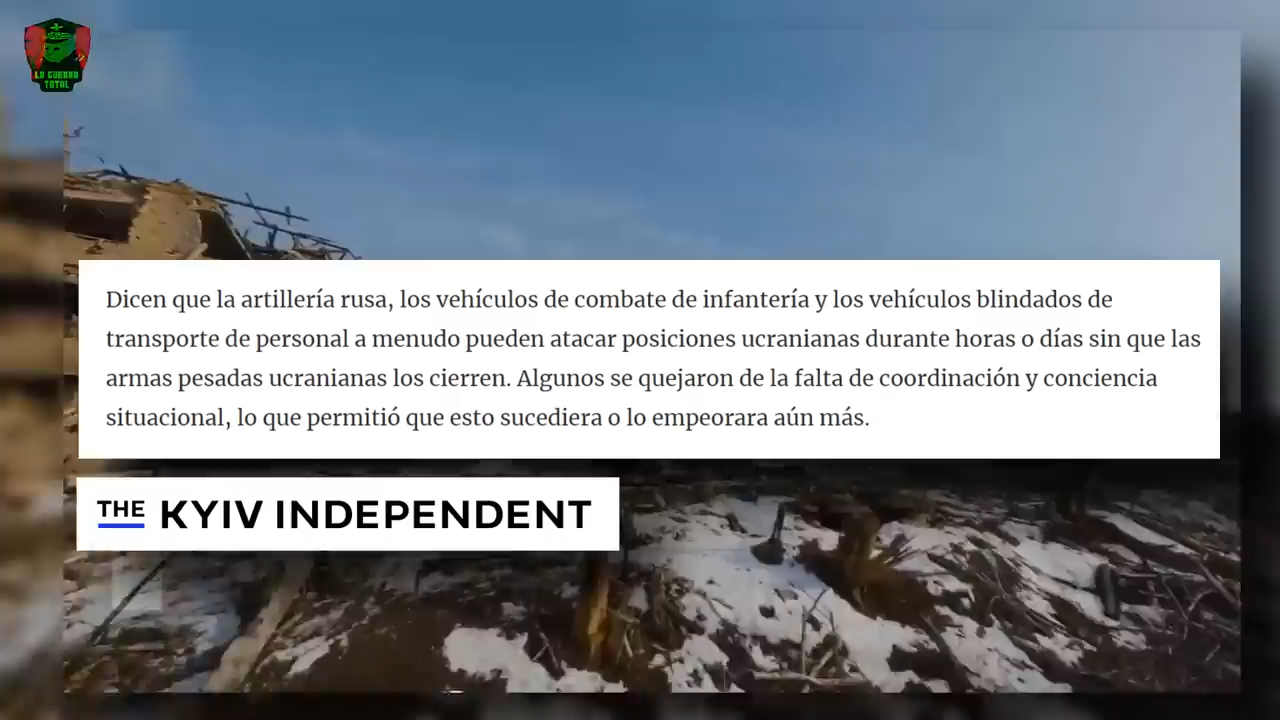 LA GUERRA
TOTAL
Dicen que la artillería rusa, los vehículos de combate de infantería y los vehículos blindados de
transporte de personal a menudo pueden atacar posiciones ucranianas durante horas o días sin que las
armas pesadas ucranianas los cierren. Algunos se quejaron de la falta de coordinación y conciencia
situacional, lo que permitió que esto sucediera o lo empeorara aún más.
THE KYIV INDEPENDENT